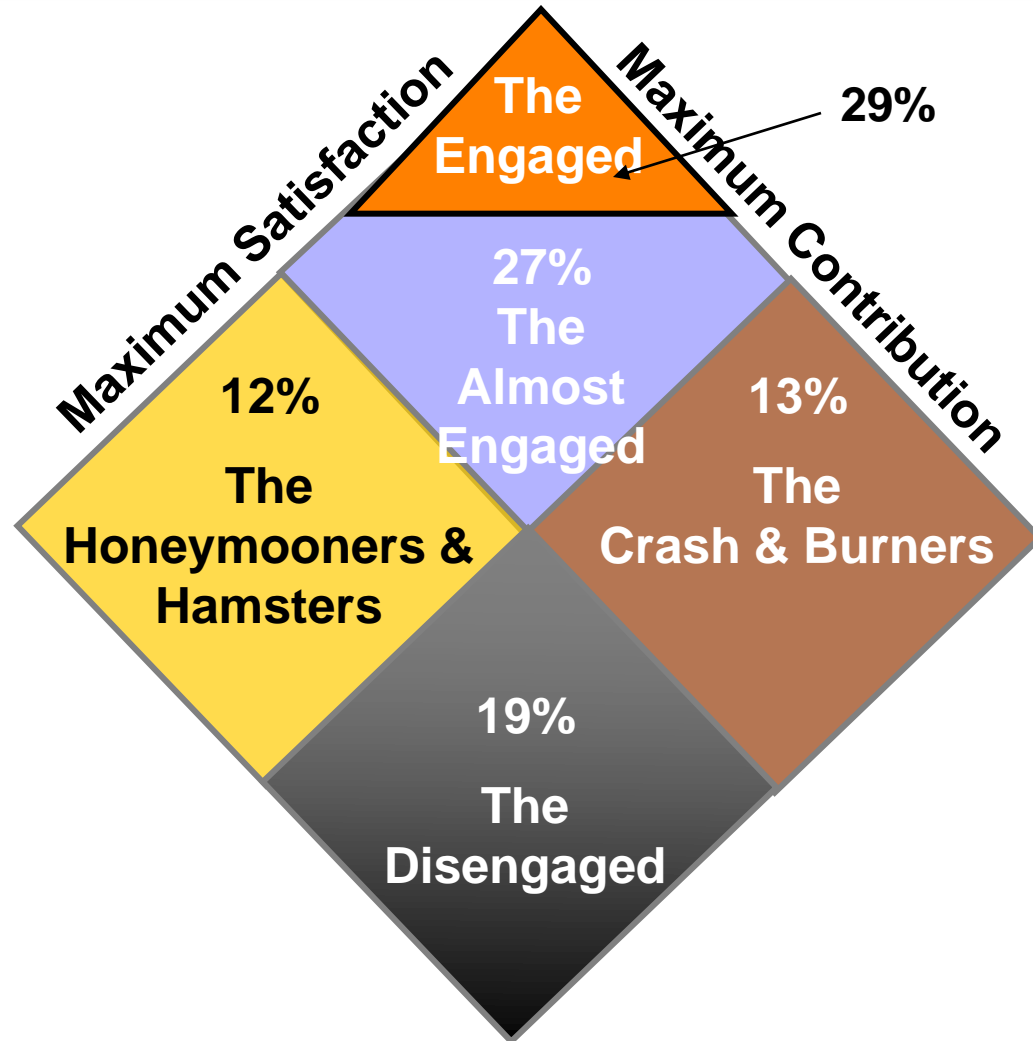 Maximum Satisfaction
Maximum Contribution
The
Engaged
29%
27%
The
Almost
Engaged
12%
The
Honeymooners &
Hamsters
13%
The
Crash & Burners
19%
The
Disengaged